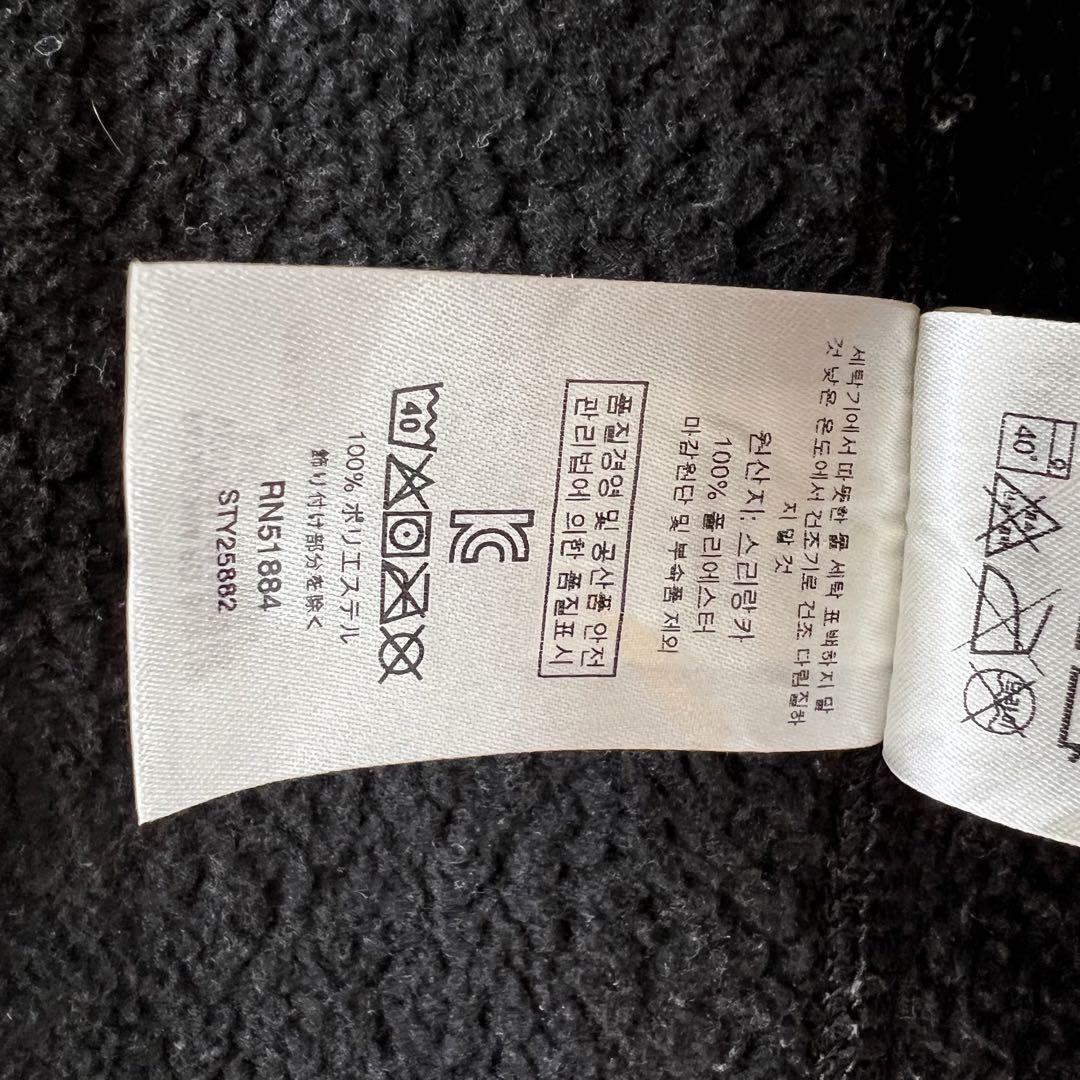 세탁기에서 따뜻한 물 세탁 표백하지 말
것 낮은 온도에서 건조기로 건조 다림질하
지 말 것
원산지: 스리랑카
100% 폴리에스터
마감원단 및 부속품 제외
품질경영 및 공산품 안전
관리법에 의한 품질표시
40
100% ポリエステル
飾り付け部分を除く
RN51884
STY25882
40°